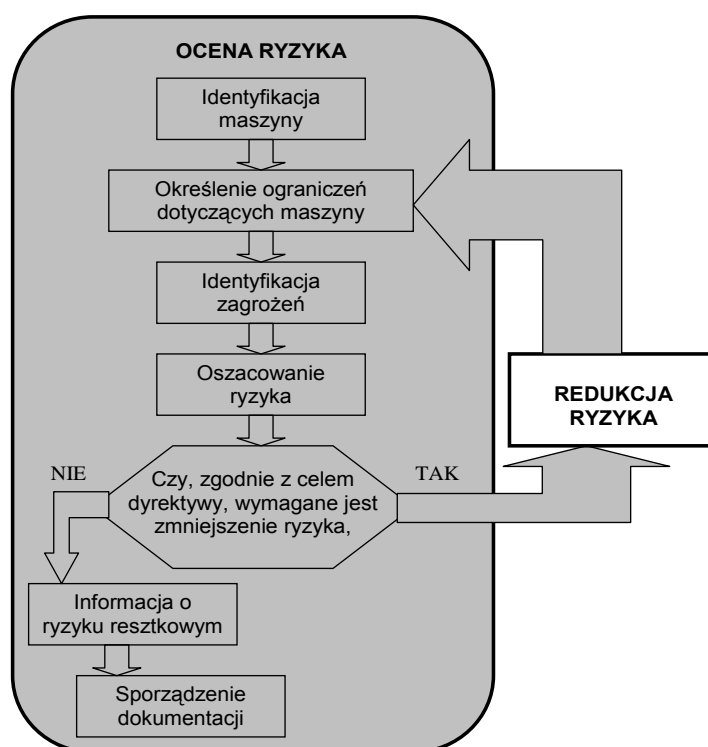 OCENA RYZYKA
Identyfikacja
maszyny
Określenie ograniczeń
dotyczących maszyny
Identyfikacja
zagrożeń
Oszacowanie
ryzyka
REDUKCJA
RYZYKA
NIE
Czy, zgodnie z celem
dyrektywy, wymagane jest
zmniejszenie ryzyka,
TAK
Informacja o
ryzyku resztkowym
Sporządzenie
dokumentacji